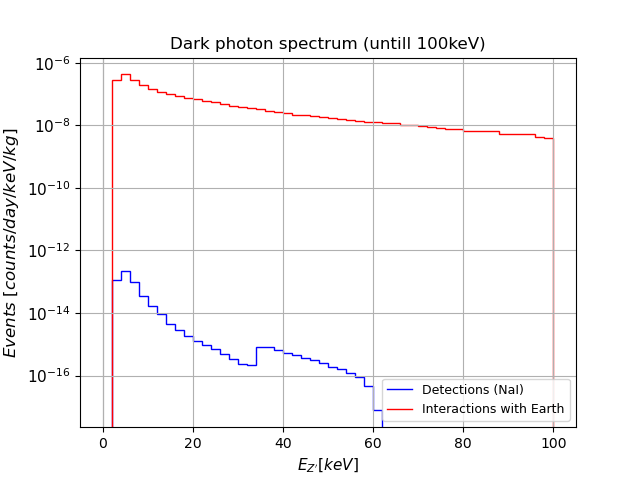 Dark photon spectrum (untill 100keV)
Events [counts/day/keV/kg]
10⁻⁶
10⁻⁸
10⁻¹⁰
10⁻¹²
10⁻¹⁴
10⁻¹⁶
Detections (NaI)
Interactions with Earth
0 20 40 60 80 100
E_{Z'}[keV]